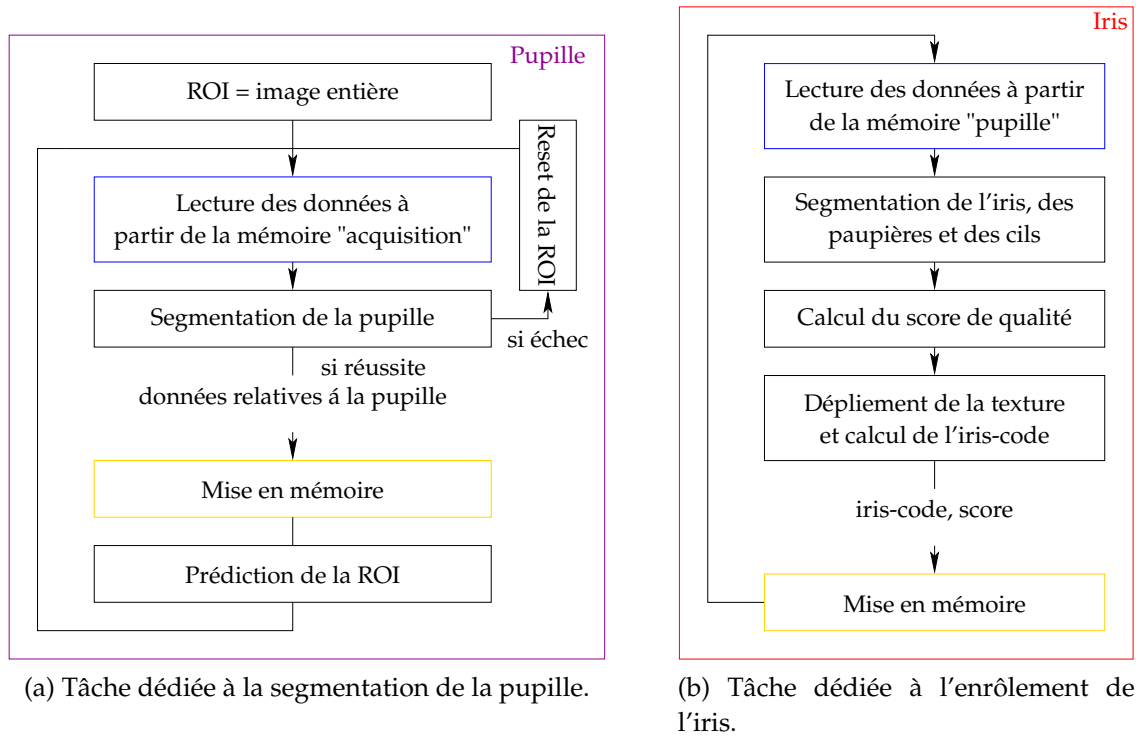 Pupille
ROI = image entière
Reset de la ROI
Lecture des données à
partir de la mémoire "acquisition"
Segmentation de la pupille
si échec
si réussite
données relatives á la pupille
Mise en mémoire
Prédiction de la ROI
(a) Tâche dédiée à la segmentation de la pupille.
Iris
Lecture des données à partir
de la mémoire "pupille"
Segmentation de l'iris, des
paupières et des cils
Calcul du score de qualité
Dépliement de la texture
et calcul de l'iris-code
iris-code, score
Mise en mémoire
(b) Tâche dédiée à l'enrôlement de
l'iris.